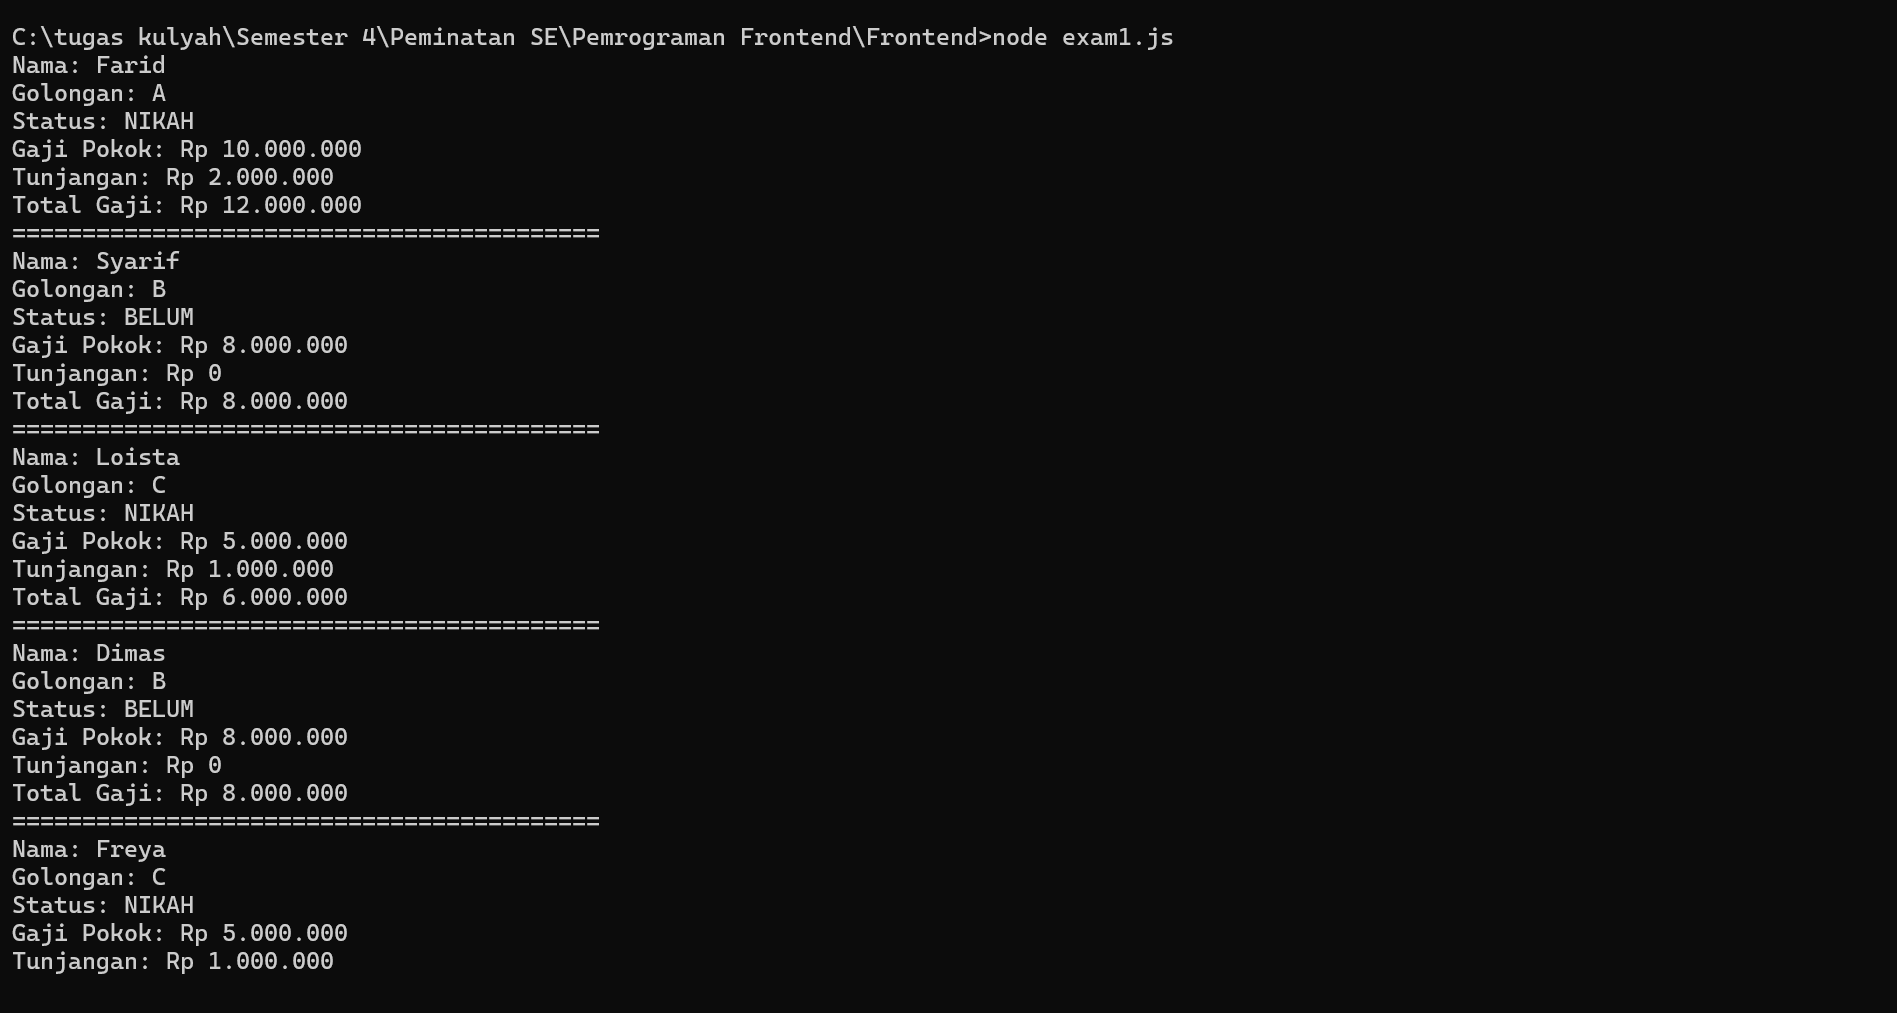 C:\tugas kulyah\Semester 4\Peminatan SE\Pemrograman Frontend\Frontend>node exam1.js
Nama: Farid
Golongan: A
Status: NIKAH
Gaji Pokok: Rp 10.000.000
Tunjangan: Rp 2.000.000
Total Gaji: Rp 12.000.000
==========================================
Nama: Syarif
Golongan: B
Status: BELUM
Gaji Pokok: Rp 8.000.000
Tunjangan: Rp 0
Total Gaji: Rp 8.000.000
==========================================
Nama: Loista
Golongan: C
Status: NIKAH
Gaji Pokok: Rp 5.000.000
Tunjangan: Rp 1.000.000
Total Gaji: Rp 6.000.000
==========================================
Nama: Dimas
Golongan: B
Status: BELUM
Gaji Pokok: Rp 8.000.000
Tunjangan: Rp 0
Total Gaji: Rp 8.000.000
==========================================
Nama: Freya
Golongan: C
Status: NIKAH
Gaji Pokok: Rp 5.000.000
Tunjangan: Rp 1.000.000